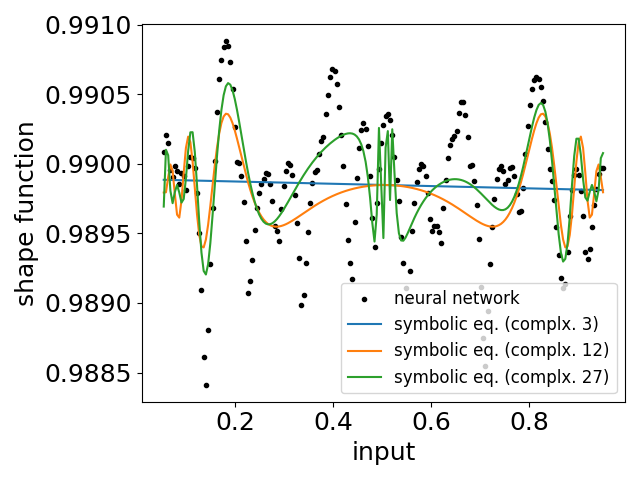 0.9910
0.9905
0.9900
0.9895
0.9890
0.9885
shape function
neural network
symbolic eq. (complx. 3)
symbolic eq. (complx. 12)
symbolic eq. (complx. 27)
0.2 0.4 0.6 0.8
input